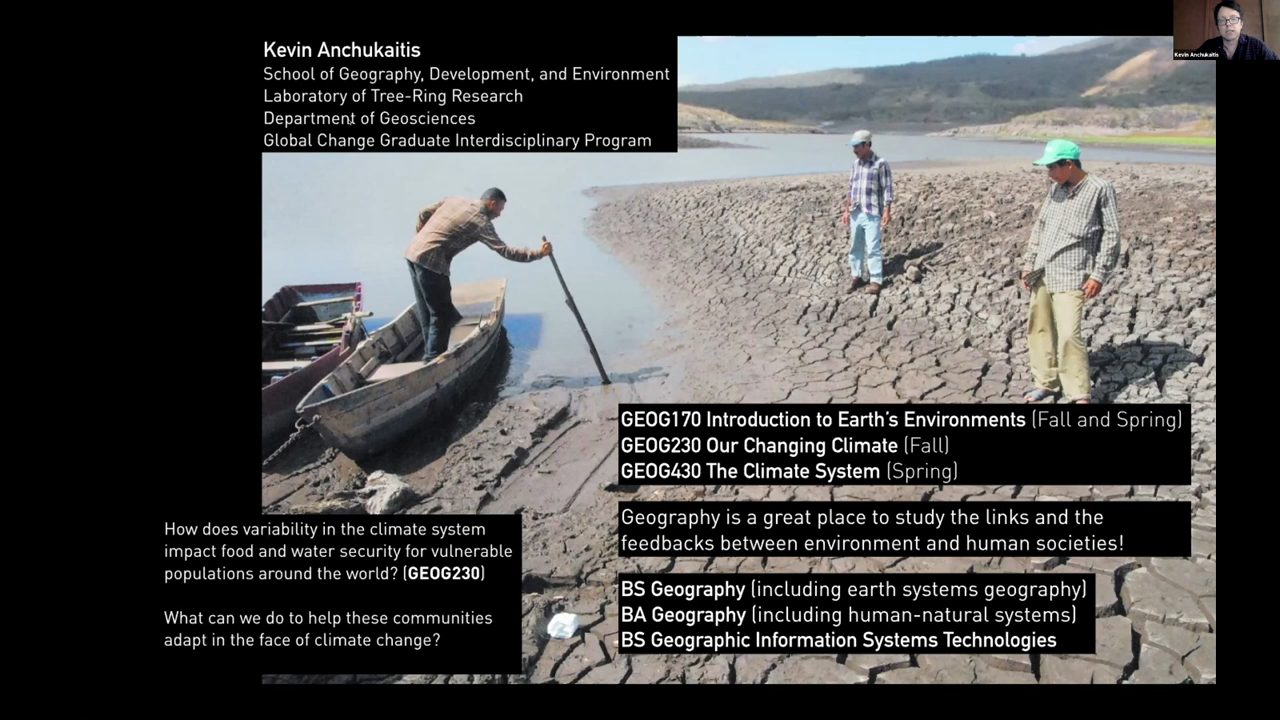 Kevin Anchukaitis
School of Geography, Development, and Environment
Laboratory of Tree-Ring Research
Department of Geosciences
Global Change Graduate Interdisciplinary Program
Kevin Anchukaitis
GEOG170 Introduction to Earth's Environments (Fall and Spring)
GEOG230 Our Changing Climate (Fall)
GEOG430 The Climate System (Spring)
Geography is a great place to study the links and the
feedbacks between environment and human societies!
BS Geography (including earth systems geography)
BA Geography (including human-natural systems)
BS Geographic Information Systems Technologies
How does variability in the climate system
impact food and water security for vulnerable
populations around the world? (GEOG230)
What can we do to help these communities
adapt in the face of climate change?